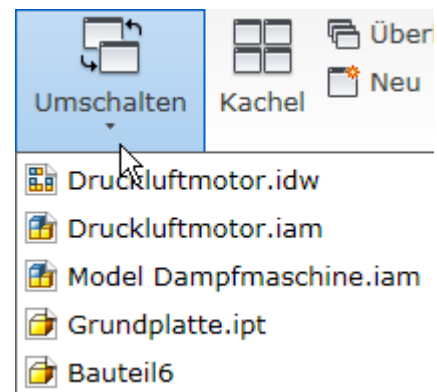 Umschalten
Kachel
Neu
Druckluftmotor.idw
Druckluftmotor.iam
Model Dampfmaschine.iam
Grundplatte.ipt
Bauteil6